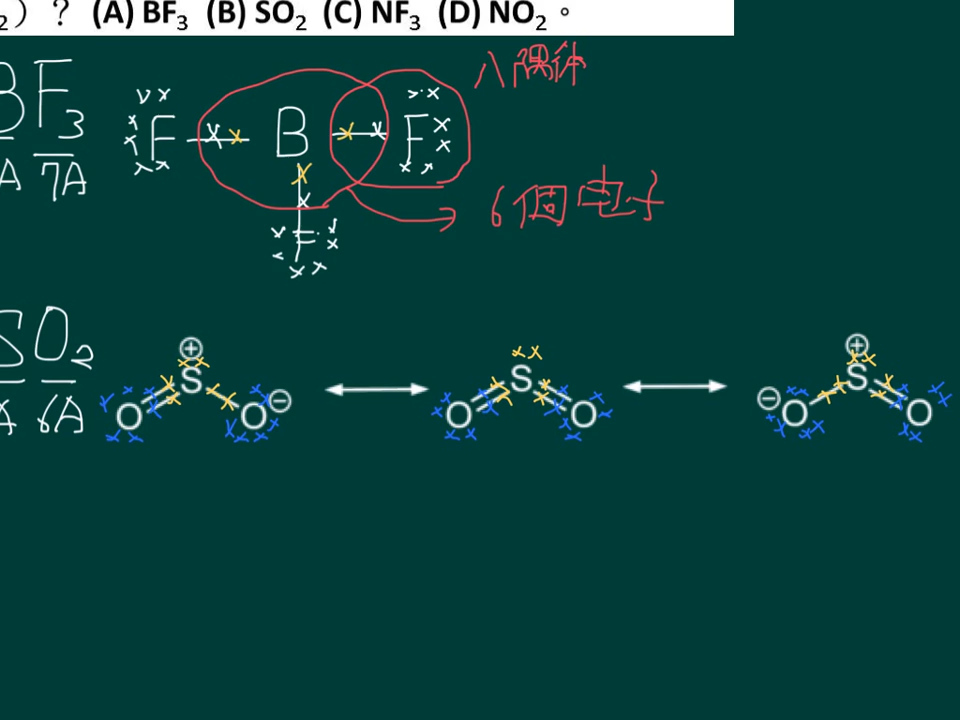 ₂）？ (A) BF₃ (B) SO₂ (C) NF₃ (D) NO₂。
BF₃
A 7A
F B F
F
八隅体
6個电子
SO₂
A 6A
⊕ ⊕
S S S
O O ⊖ O O ⊖ O O